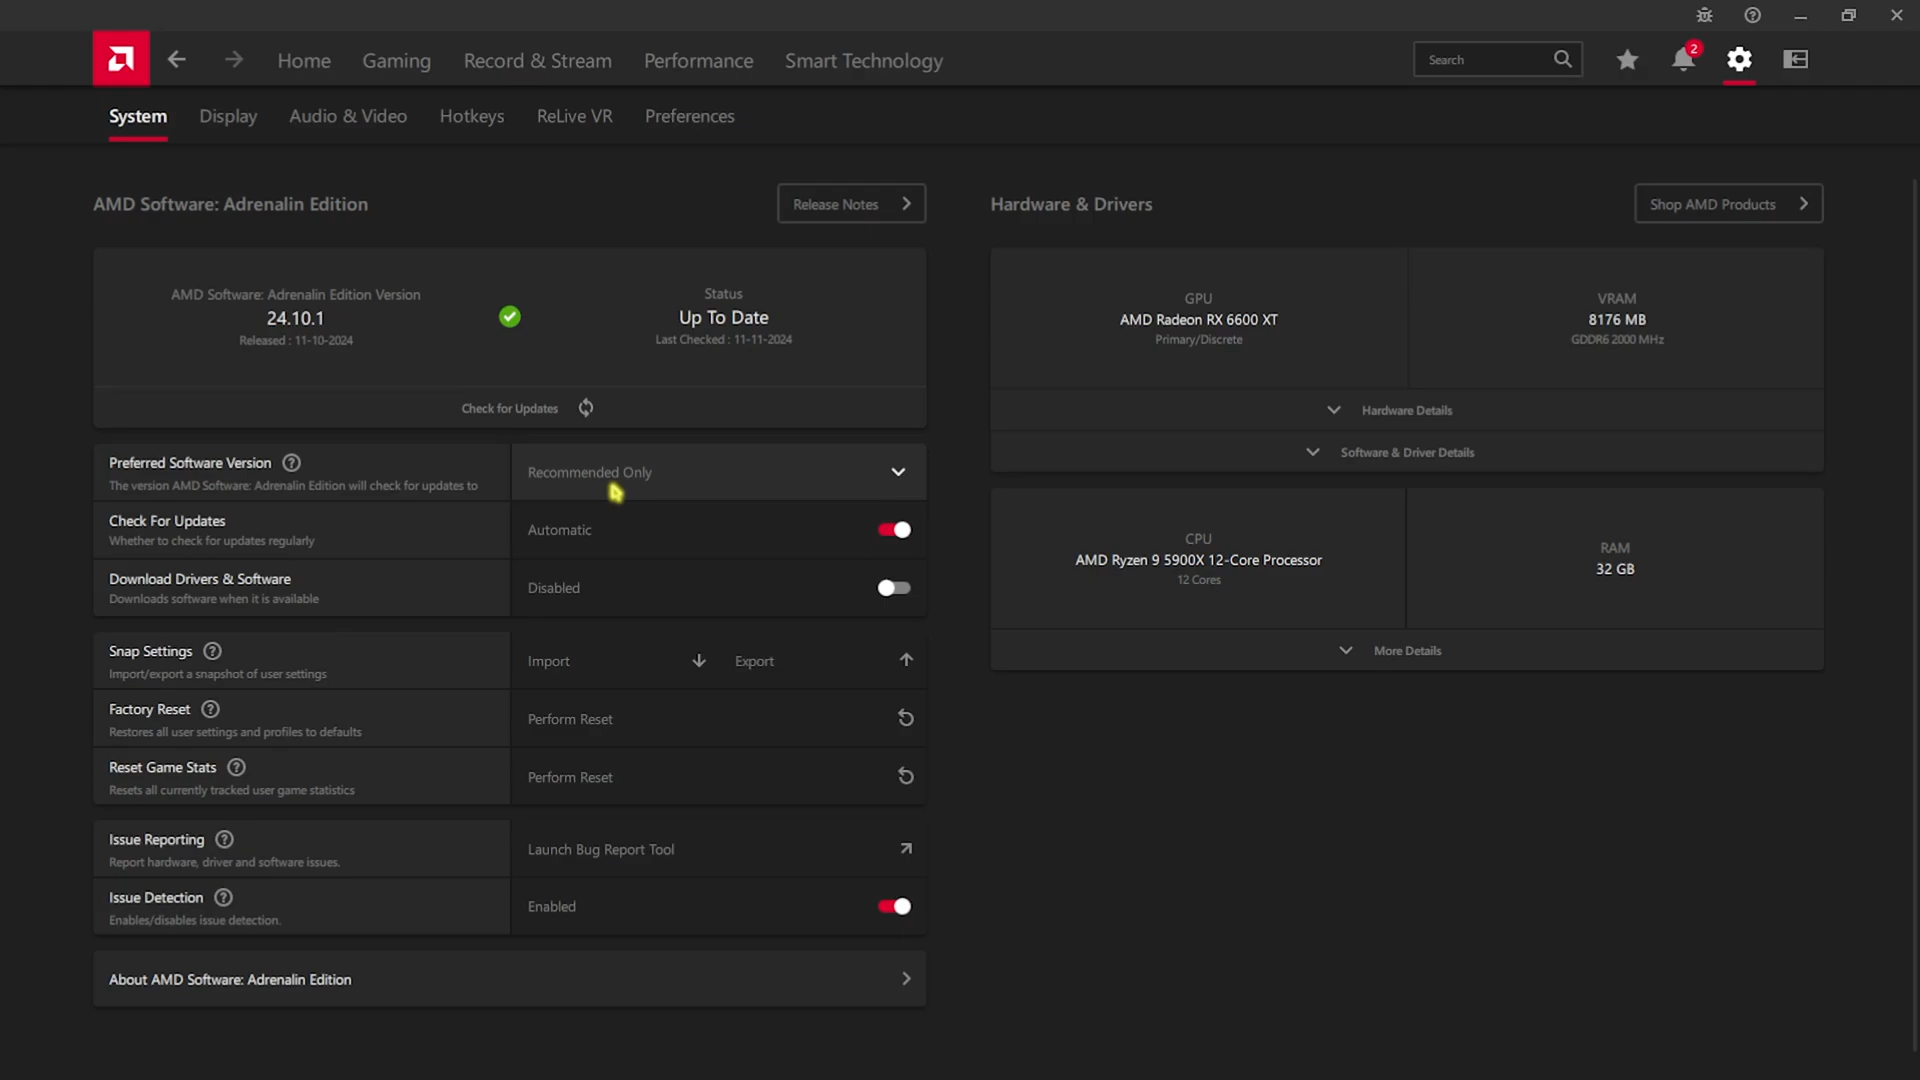 2
Home
Gaming
Record & Stream
Performance
Smart Technology
Search
System
Display
Audio & Video
Hotkeys
ReLive VR
Preferences
AMD Software: Adrenalin Edition
Release Notes
AMD Software: Adrenalin Edition Version
24.10.1
Released : 11-10-2024
Status
Up To Date
Last Checked : 11-11-2024
Check for Updates
Preferred Software Version
The version AMD Software: Adrenalin Edition will check for updates to
Recommended Only
Check For Updates
Whether to check for updates regularly
Automatic
Download Drivers & Software
Downloads software when it is available
Disabled
Snap Settings
Import/export a snapshot of user settings
Import
Export
Factory Reset
Restores all user settings and profiles to defaults
Perform Reset
Reset Game Stats
Resets all currently tracked user game statistics
Perform Reset
Issue Reporting
Report hardware, driver and software issues.
Launch Bug Report Tool
Issue Detection
Enables/disables issue detection.
Enabled
About AMD Software: Adrenalin Edition
Hardware & Drivers
Shop AMD Products
GPU
AMD Radeon RX 6600 XT
Primary/Discrete
VRAM
8176 MB
GDDR6 2000 MHz
Hardware Details
Software & Driver Details
CPU
AMD Ryzen 9 5900X 12-Core Processor
12 Cores
RAM
32 GB
More Details